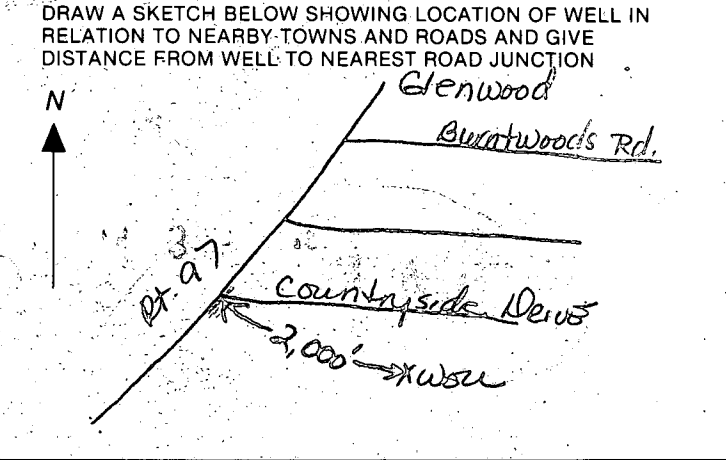 DRAW A SKETCH BELOW SHOWING LOCATION OF WELL IN
RELATION TO NEARBY TOWNS AND ROADS AND GIVE
DISTANCE FROM WELL TO NEAREST ROAD JUNCTION
N
Glenwood
Burntwoods Rd.
Rt. 97
Countryside Drive
2,000'
x Well